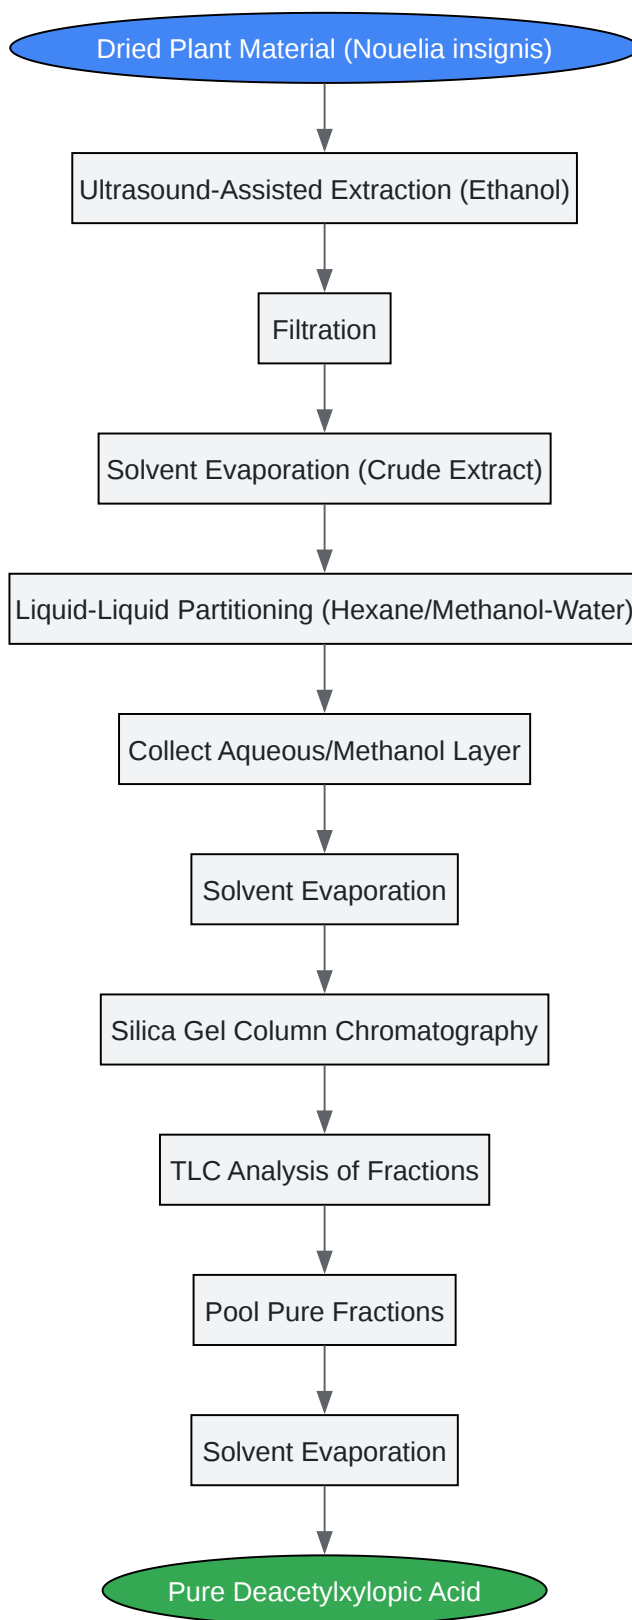 Dried Plant Material (Nouelia insignis)
Ultrasound-Assisted Extraction (Ethanol)
Filtration
Solvent Evaporation (Crude Extract)
Liquid-Liquid Partitioning (Hexane/Methanol-Water)
Collect Aqueous/Methanol Layer
Solvent Evaporation
Silica Gel Column Chromatography
TLC Analysis of Fractions
Pool Pure Fractions
Solvent Evaporation
Pure Deacetylxylopic Acid